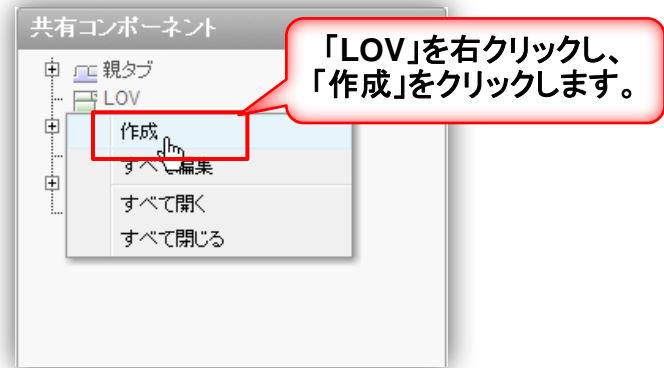 共有コンポーネント
「LOV」を右クリックし、
「作成」をクリックします。
親タブ
LOV
作成
すべて編集
すべて開く
すべて閉じる